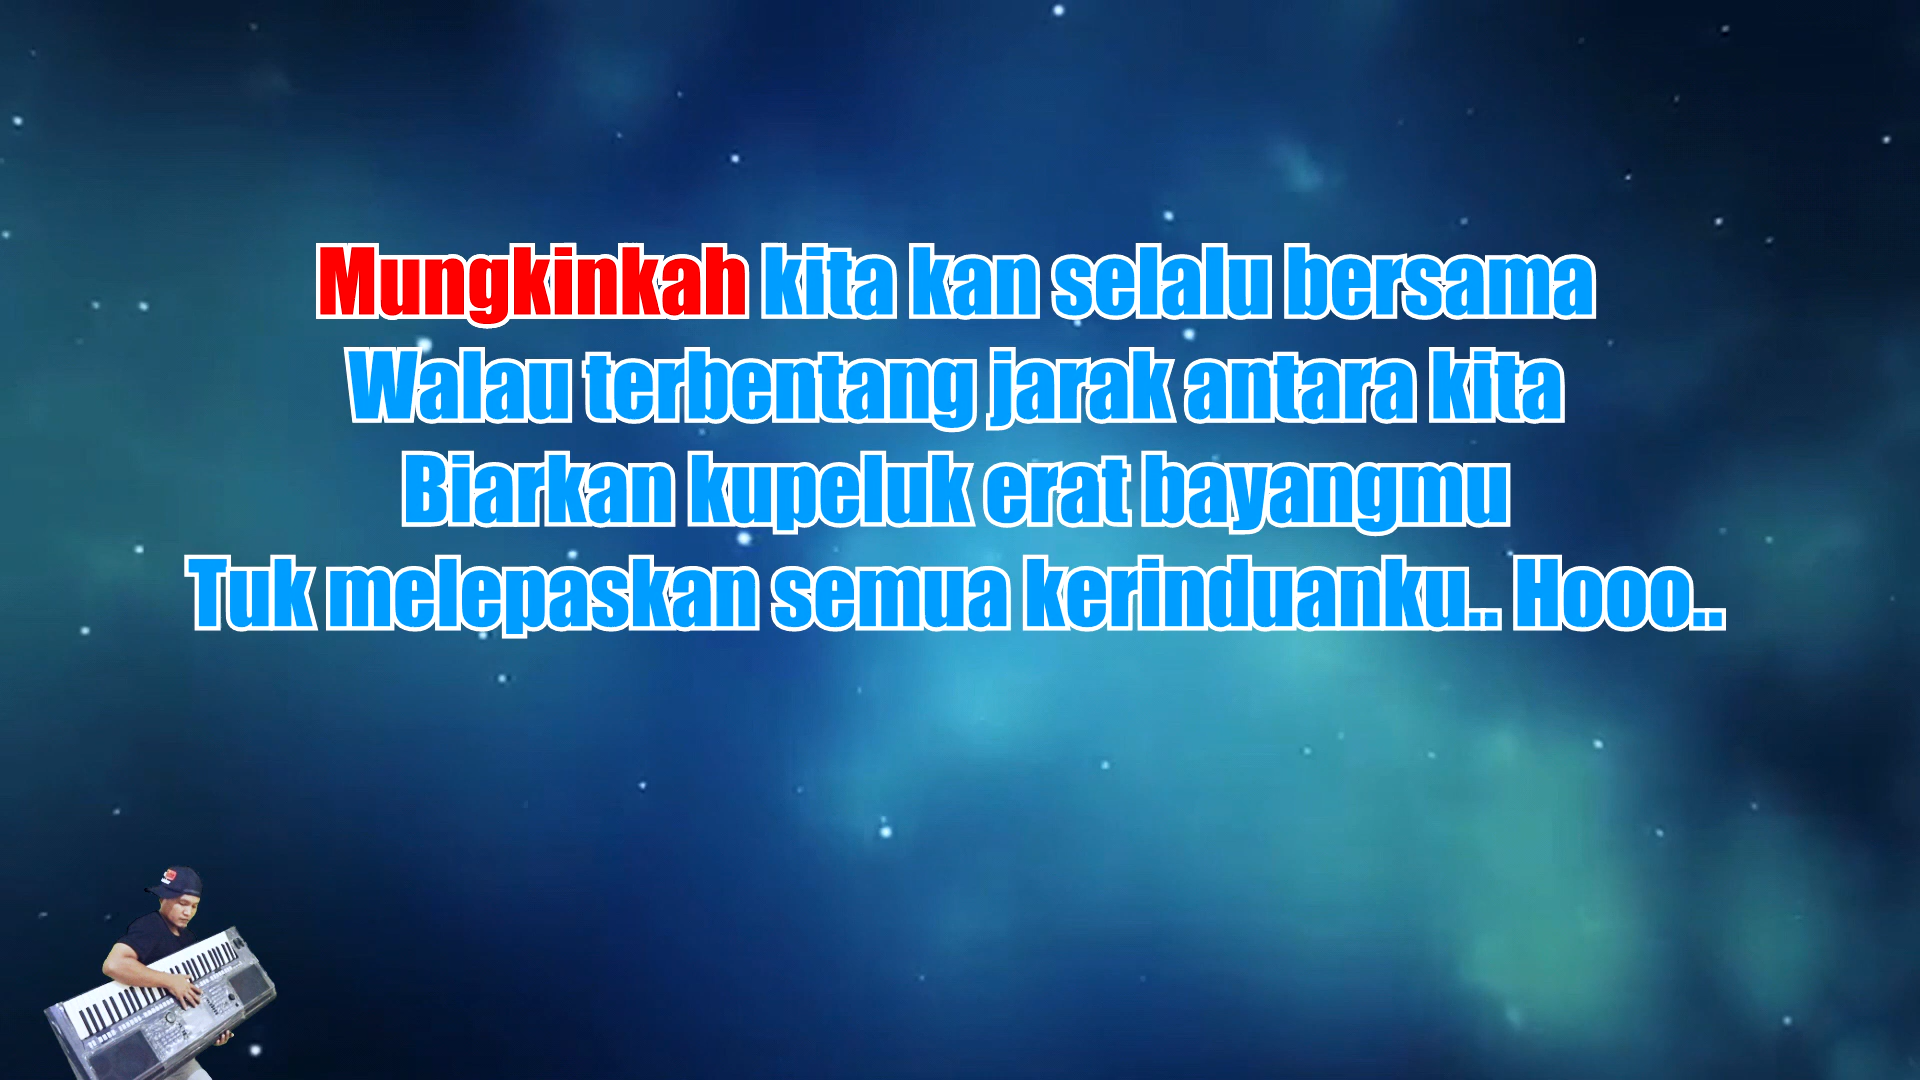 Mungkinkah kita kan selalu bersama
Walau terbentang jarak antara kita
Biarkan kupeluk erat bayangmu
Tuk melepaskan semua kerinduanku.. Hooo..